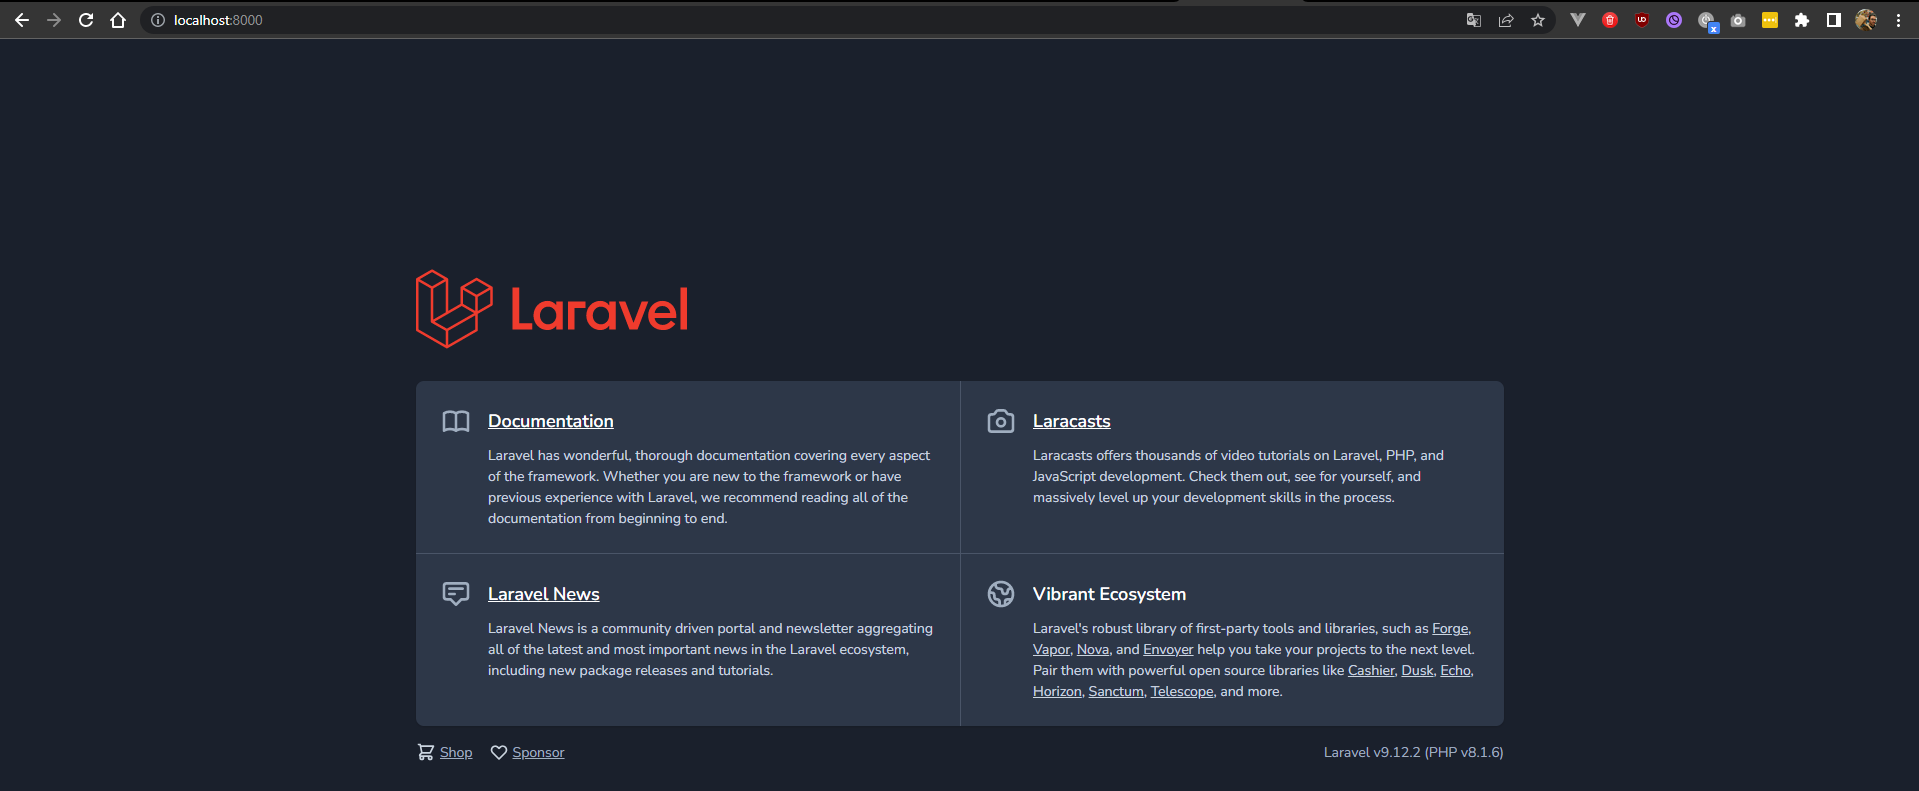 localhost:8000
Laravel
Documentation
Laravel has wonderful, thorough documentation covering every aspect
of the framework. Whether you are new to the framework or have
previous experience with Laravel, we recommend reading all of the
documentation from beginning to end.
Laracasts
Laracasts offers thousands of video tutorials on Laravel, PHP, and
JavaScript development. Check them out, see for yourself, and
massively level up your development skills in the process.
Laravel News
Laravel News is a community driven portal and newsletter aggregating
all of the latest and most important news in the Laravel ecosystem,
including new package releases and tutorials.
Vibrant Ecosystem
Laravel's robust library of first-party tools and libraries, such as Forge,
Vapor, Nova, and Envoyer help you take your projects to the next level.
Pair them with powerful open source libraries like Cashier, Dusk, Echo,
Horizon, Sanctum, Telescope, and more.
Shop
Sponsor
Laravel v9.12.2 (PHP v8.1.6)